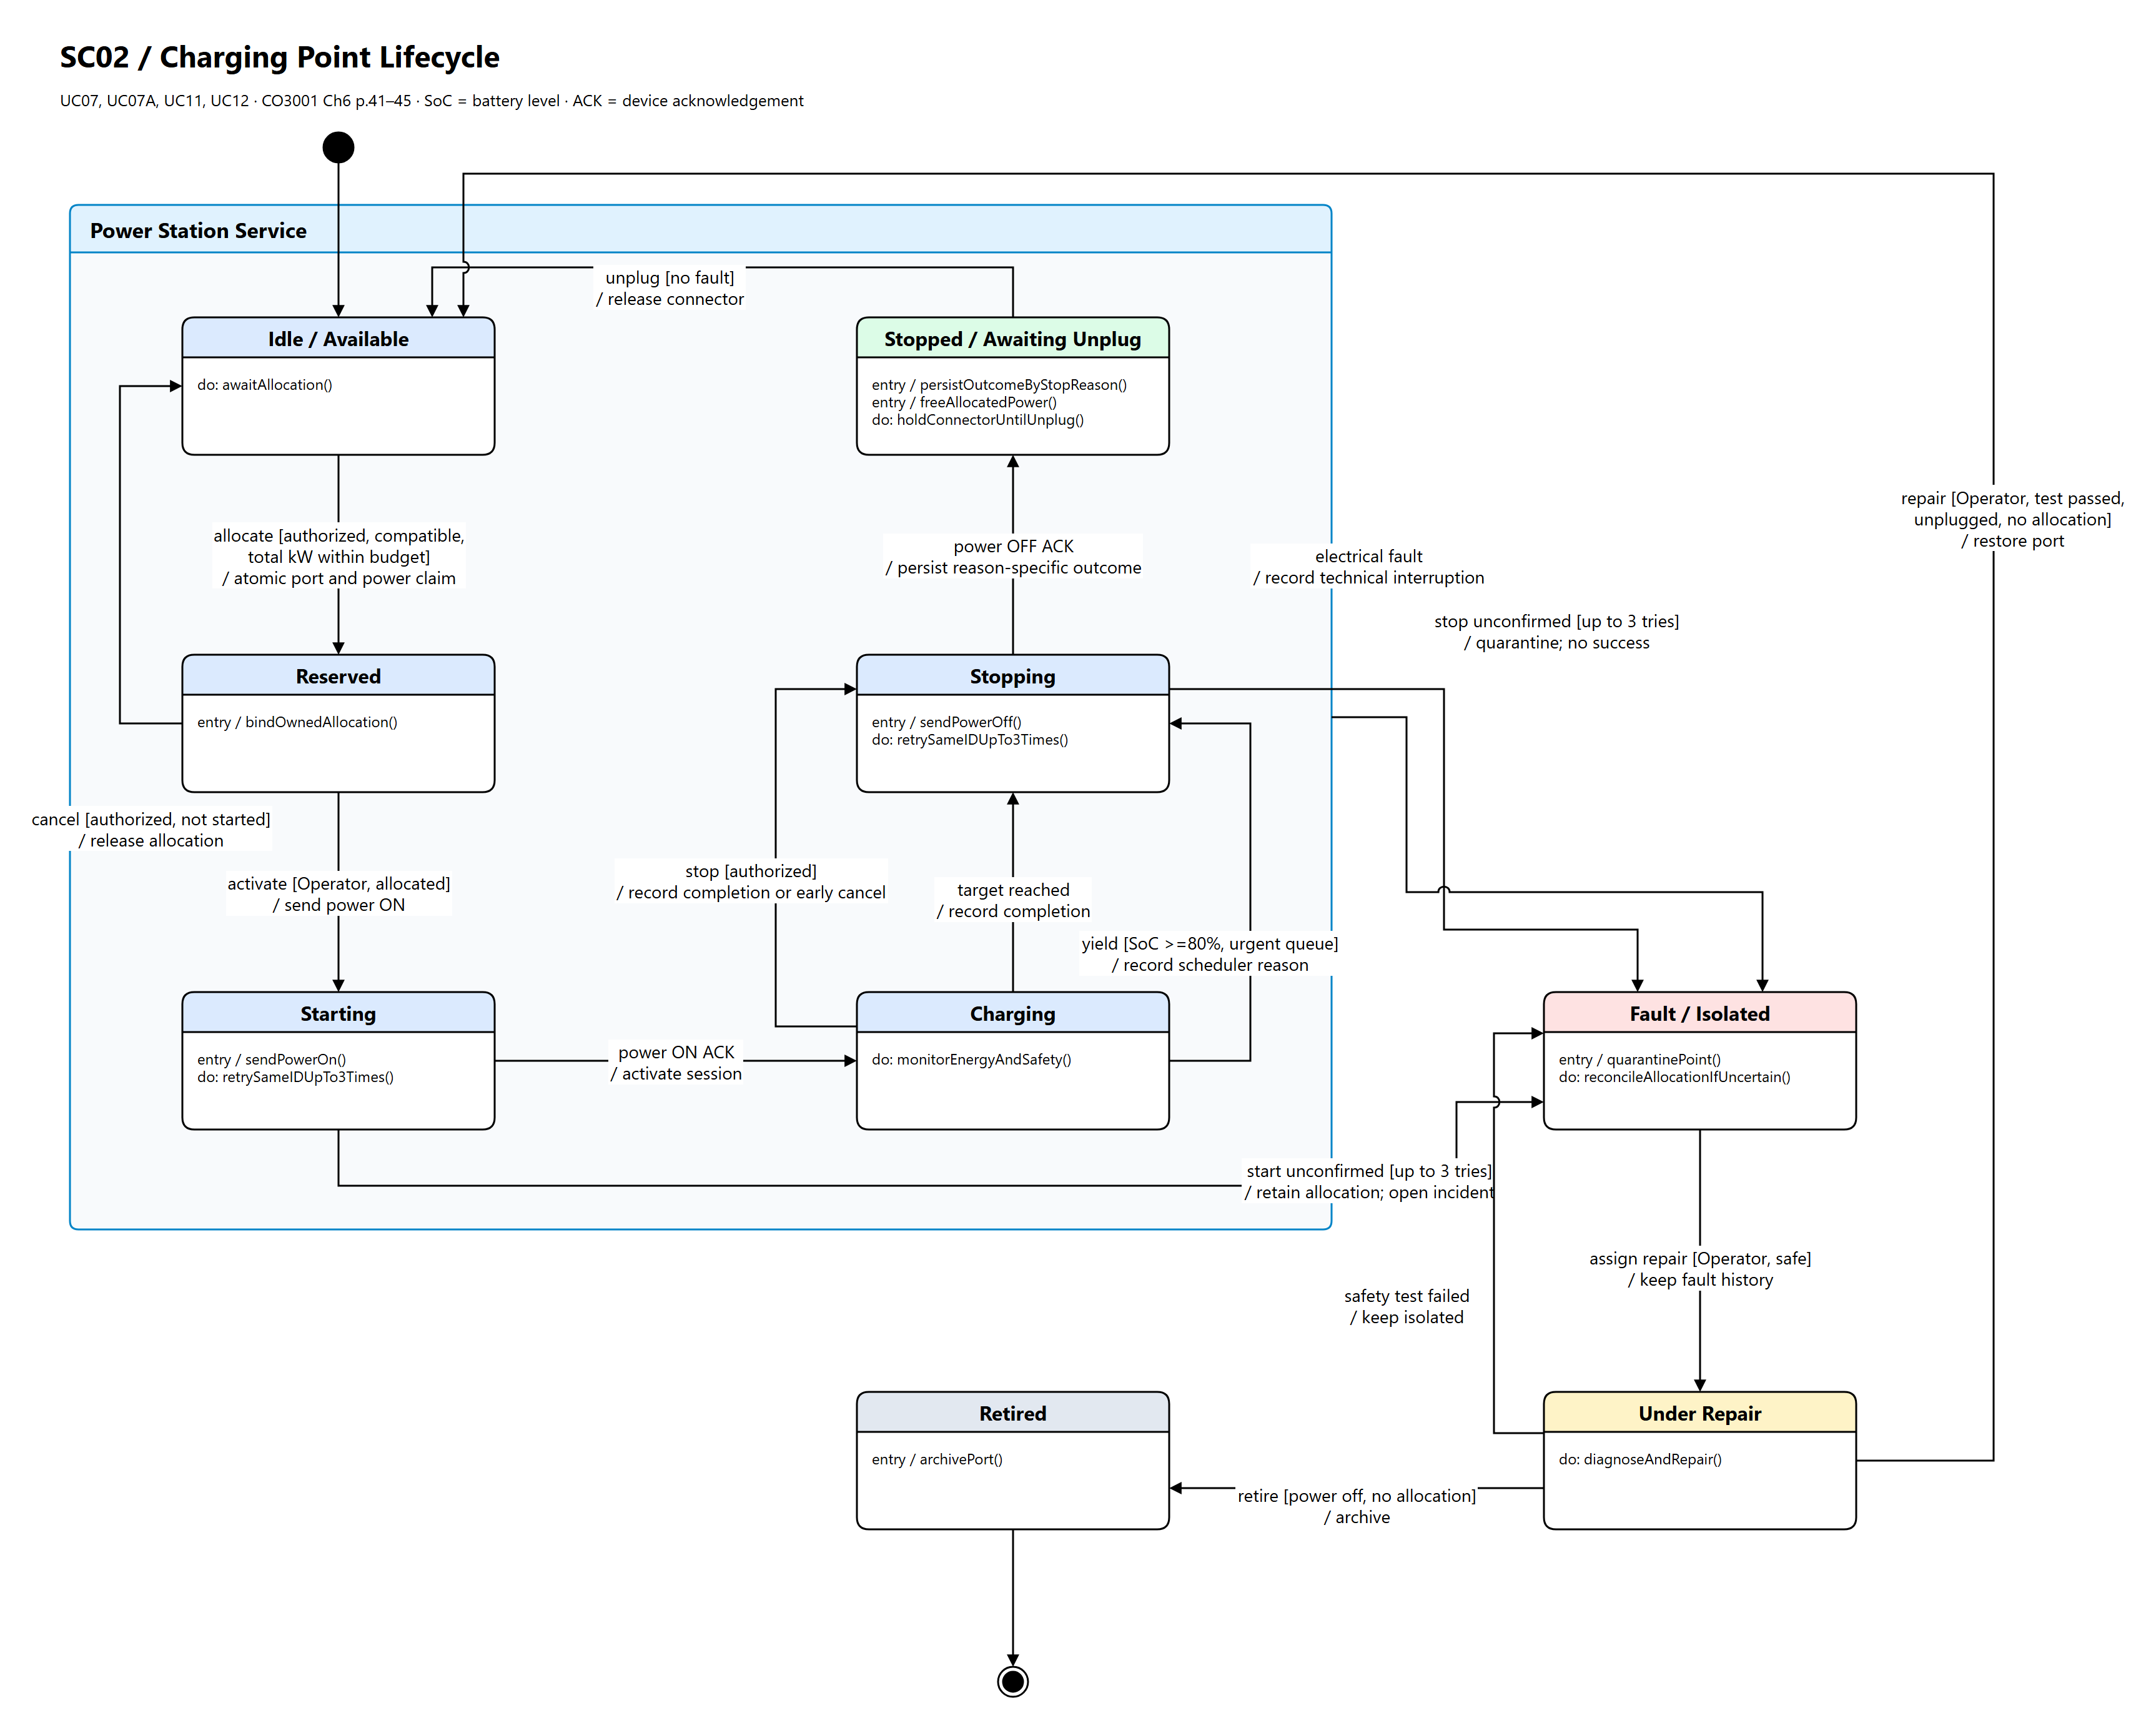 SC02 / Charging Point Lifecycle
UC07, UC07A, UC11, UC12 · CO3001 Ch6 p.41–45 · SoC = battery level · ACK = device acknowledgement
Power Station Service
unplug [no fault]
/ release connector
Idle / Available
do: awaitAllocation()
Stopped / Awaiting Unplug
entry / persistOutcomeByStopReason()
entry / freeAllocatedPower()
do: holdConnectorUntilUnplug()
repair [Operator, test passed,
unplugged, no allocation]
/ restore port
allocate [authorized, compatible,
total kW within budget]
/ atomic port and power claim
power OFF ACK
/ persist reason-specific outcome
electrical fault
/ record technical interruption
stop unconfirmed [up to 3 tries]
/ quarantine; no success
Reserved
entry / bindOwnedAllocation()
Stopping
entry / sendPowerOff()
do: retrySameIDUpTo3Times()
cancel [authorized, not started]
/ release allocation
activate [Operator, allocated]
/ send power ON
stop [authorized]
/ record completion or early cancel
target reached
/ record completion
yield [SoC >=80%, urgent queue]
/ record scheduler reason
Starting
entry / sendPowerOn()
do: retrySameIDUpTo3Times()
power ON ACK
/ activate session
Charging
do: monitorEnergyAndSafety()
Fault / Isolated
entry / quarantinePoint()
do: reconcileAllocationIfUncertain()
start unconfirmed [up to 3 tries]
/ retain allocation; open incident
assign repair [Operator, safe]
/ keep fault history
safety test failed
/ keep isolated
Retired
entry / archivePort()
Under Repair
do: diagnoseAndRepair()
retire [power off, no allocation]
/ archive